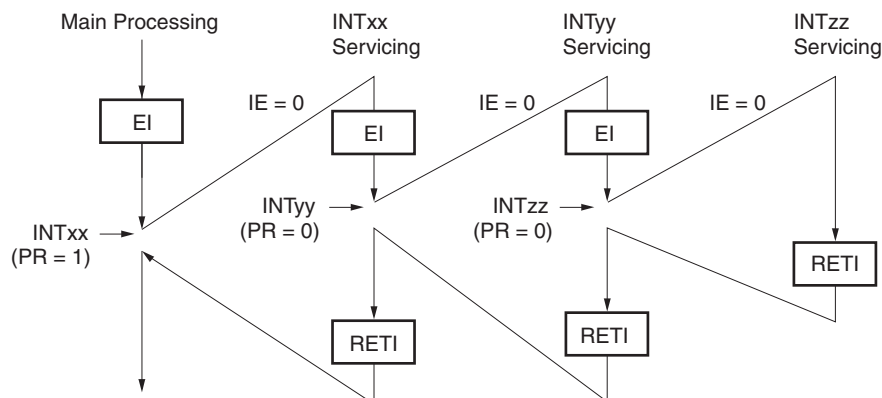 Main Processing
INTxx
Servicing
INTyy
Servicing
INTzz
Servicing
IE = 0
IE = 0
IE = 0
EI
EI
EI
INTxx
(PR = 1)
INTyy
(PR = 0)
INTzz
(PR = 0)
RETI
RETI
RETI